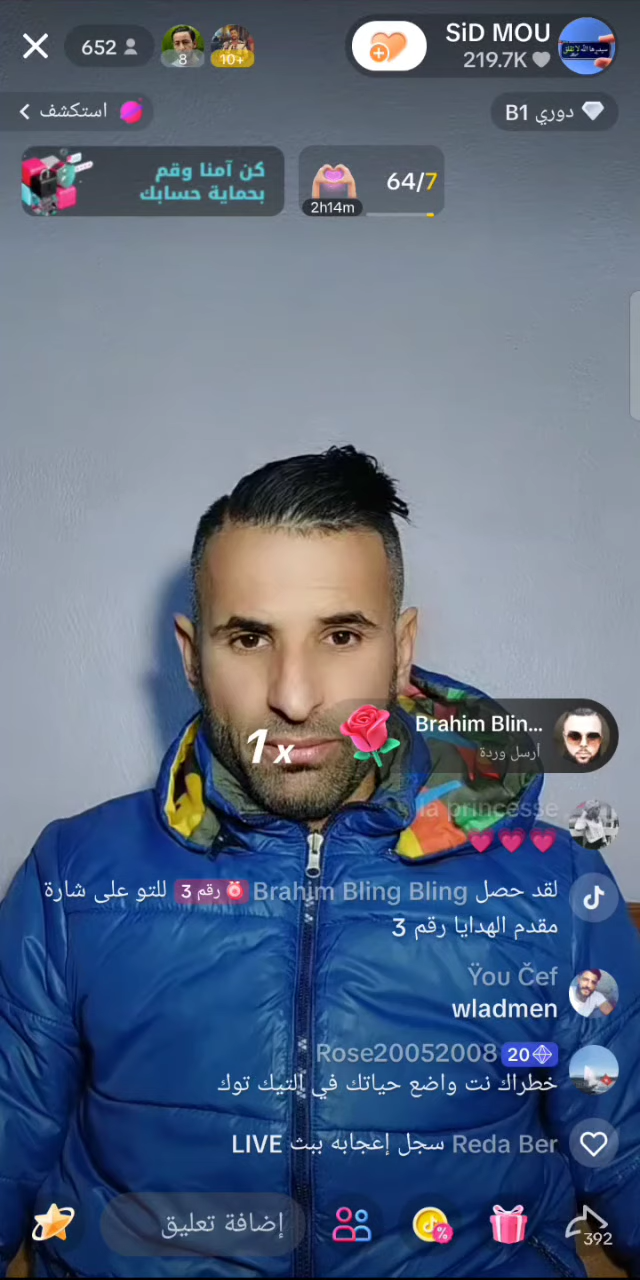 SiD MOU
219.7K
652
8
10+
دوري B1
استكشف
كن آمنا وقم
بحماية حسابك
64/7
2h14m
Brahim Blin...
أرسل وردة
1x
la princesse
لقد حصل Brahim Bling Bling رقم 3 للتو على شارة
مقدم الهدايا رقم 3
Ÿou Čef
wladmen
Rose20052008 20
خطراك نت واضع حياتك في التيك توك
Reda Ber سجل إعجابه ببث LIVE
إضافة تعليق
392